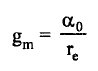 g_m = α_0 / r_e